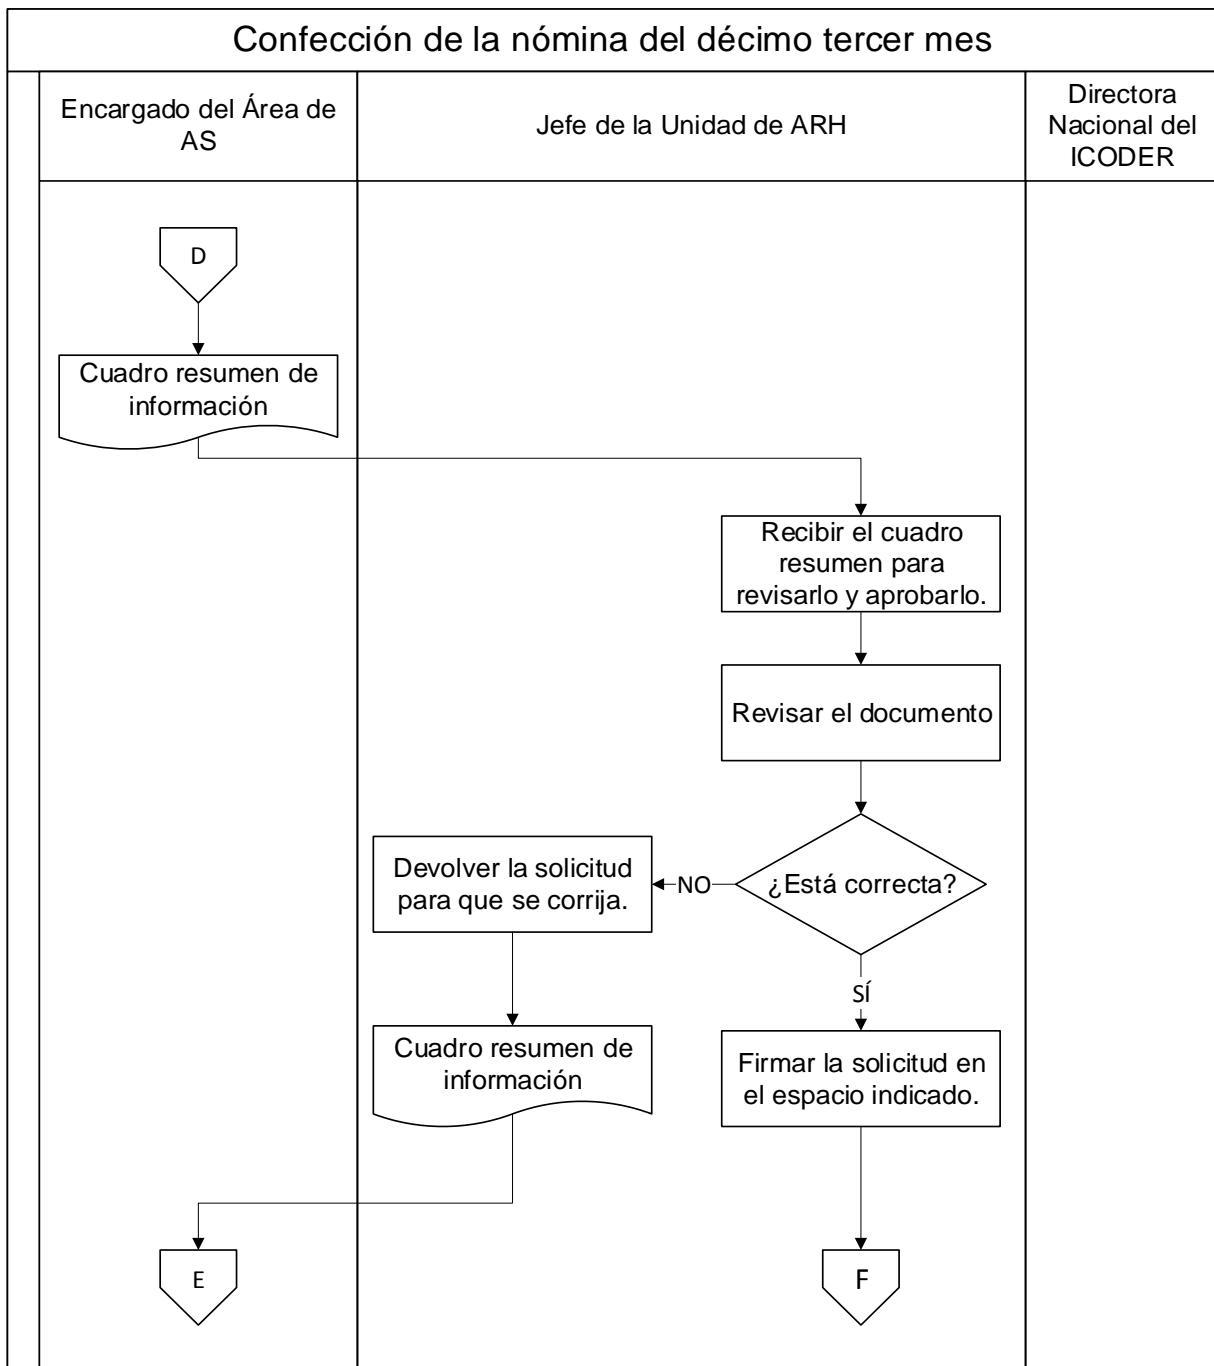 Confección de la nómina del décimo tercer mes
Encargado del Área de
AS
Jefe de la Unidad de ARH
Directora
Nacional del
ICODER
D
Cuadro resumen de
información
Recibir el cuadro
resumen para
revisarlo y aprobarlo.
Revisar el documento
¿Está correcta?
NO
Devolver la solicitud
para que se corrija.
SÍ
Cuadro resumen de
información
Firmar la solicitud en
el espacio indicado.
E
F